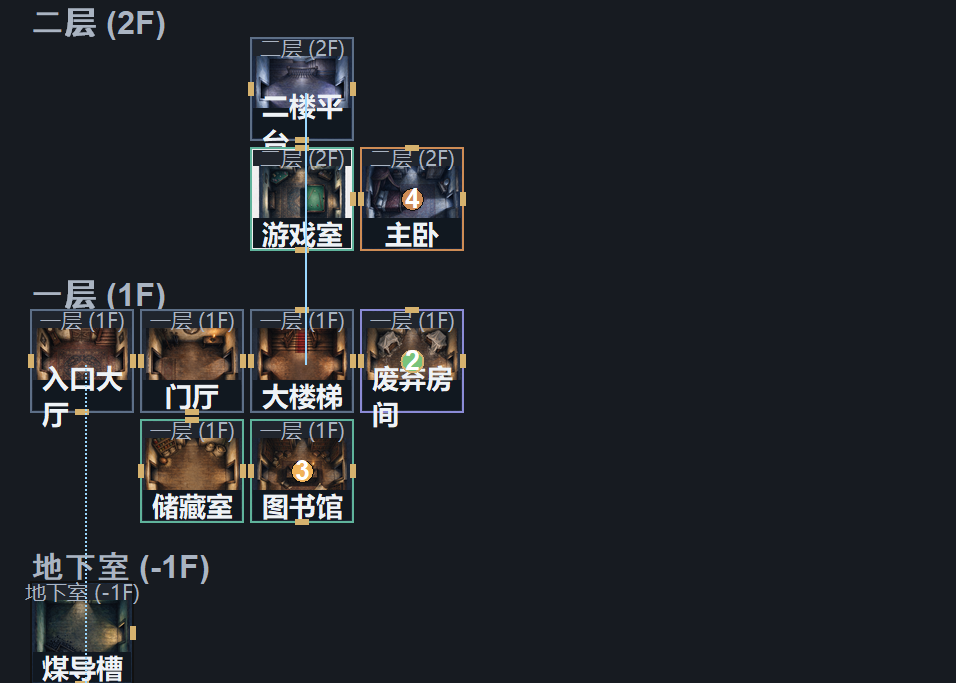 二层 (2F)
二层 (2F)
二楼平
台
二层 (2F)
游戏室
二层 (2F)
4
主卧
一层 (1F)
一层 (1F)
入口大
厅
一层 (1F)
门厅
一层 (1F)
大楼梯
一层 (1F)
2
废弃房
间
一层 (1F)
储藏室
一层 (1F)
3
图书馆
地下室 (-1F)
地下室 (-1F)
煤导槽